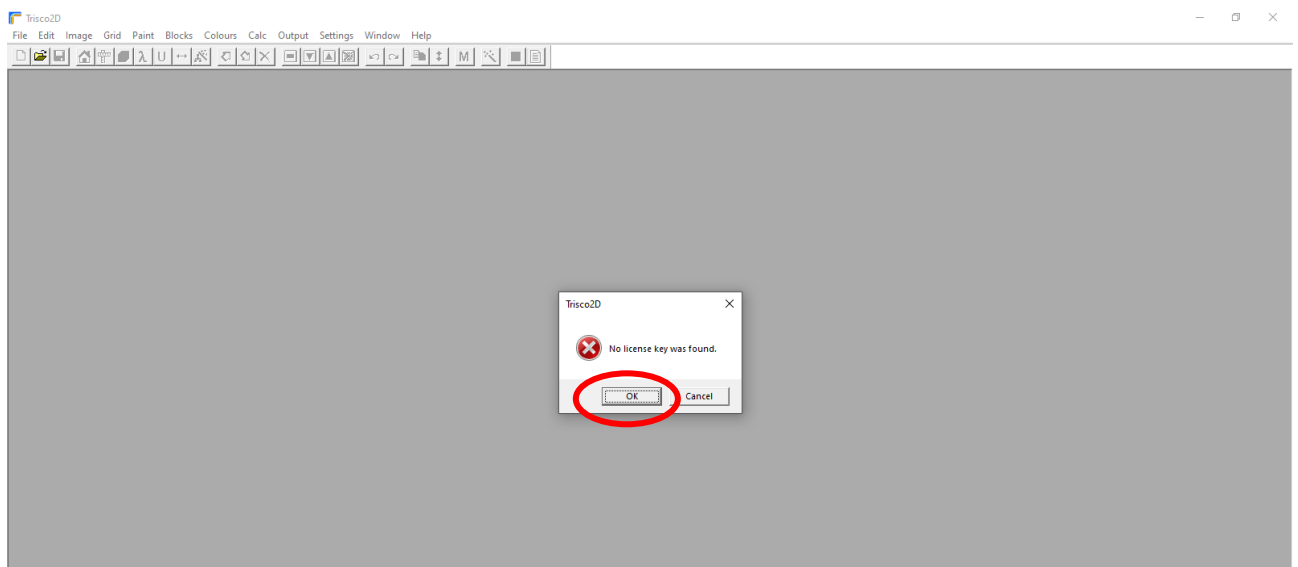 Trisco2D
File Edit Image Grid Paint Blocks Colours Calc Output Settings Window Help
λ U M
Trisco2D
No license key was found.
OK Cancel